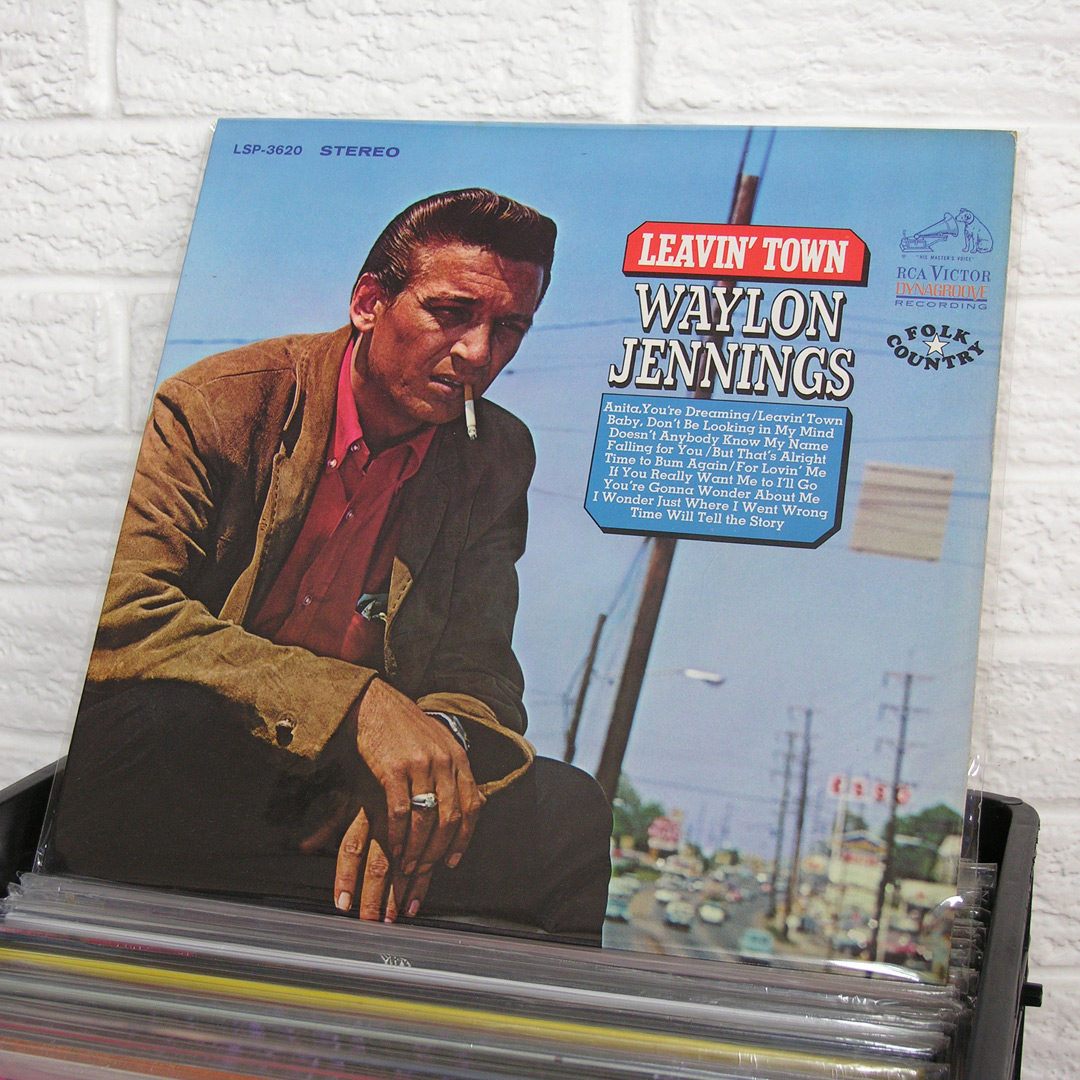 LSP-3620 STEREO
LEAVIN' TOWN
WAYLON
JENNINGS
"HIS MASTER'S VOICE"
RCA VICTOR
DYNAGROOVE
RECORDING
FOLK
COUNTRY
Anita, You're Dreaming/Leavin' Town
Baby, Don't Be Looking in My Mind
Doesn't Anybody Know My Name
Falling for You/But That's Alright
Time to Bum Again/For Lovin' Me
If You Really Want Me to I'll Go
You're Gonna Wonder About Me
I Wonder Just Where I Went Wrong
Time Will Tell the Story